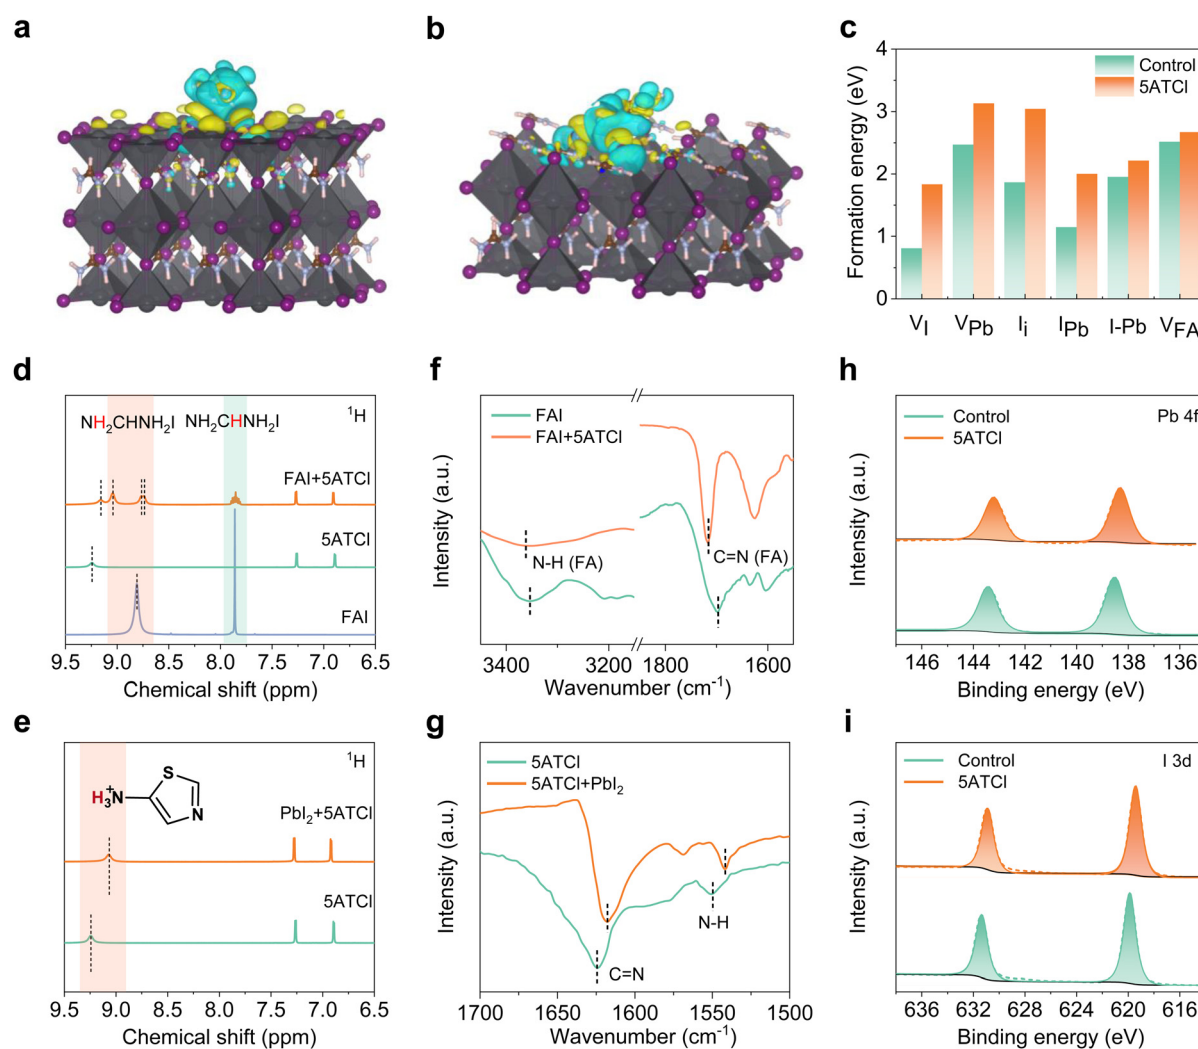 a
b
c
Formation energy (eV)
4
3
2
1
0
Control
5ATCl
V_I
V_Pb
I_i
I_Pb
I-Pb
V_FA
d
NH₂CHNH₂I
NH₂CHNH₂I
¹H
FAI+5ATCl
5ATCl
FAI
9.5 9.0 8.5 8.0 7.5 7.0 6.5
Chemical shift (ppm)
f
Intensity (a.u.)
FAI
FAI+5ATCl
N-H (FA)
C=N (FA)
3400 3200 1800 1600
Wavenumber (cm⁻¹)
h
Intensity (a.u.)
Control
5ATCl
Pb 4f
146 144 142 140 138 136
Binding energy (eV)
e
¹H
H₃N⁺
S
N
PbI₂+5ATCl
5ATCl
9.5 9.0 8.5 8.0 7.5 7.0 6.5
Chemical shift (ppm)
g
Intensity (a.u.)
5ATCl
5ATCl+PbI₂
N-H
C=N
1700 1650 1600 1550 1500
Wavenumber (cm⁻¹)
i
Intensity (a.u.)
Control
5ATCl
I 3d
636 632 628 624 620 616
Binding energy (eV)